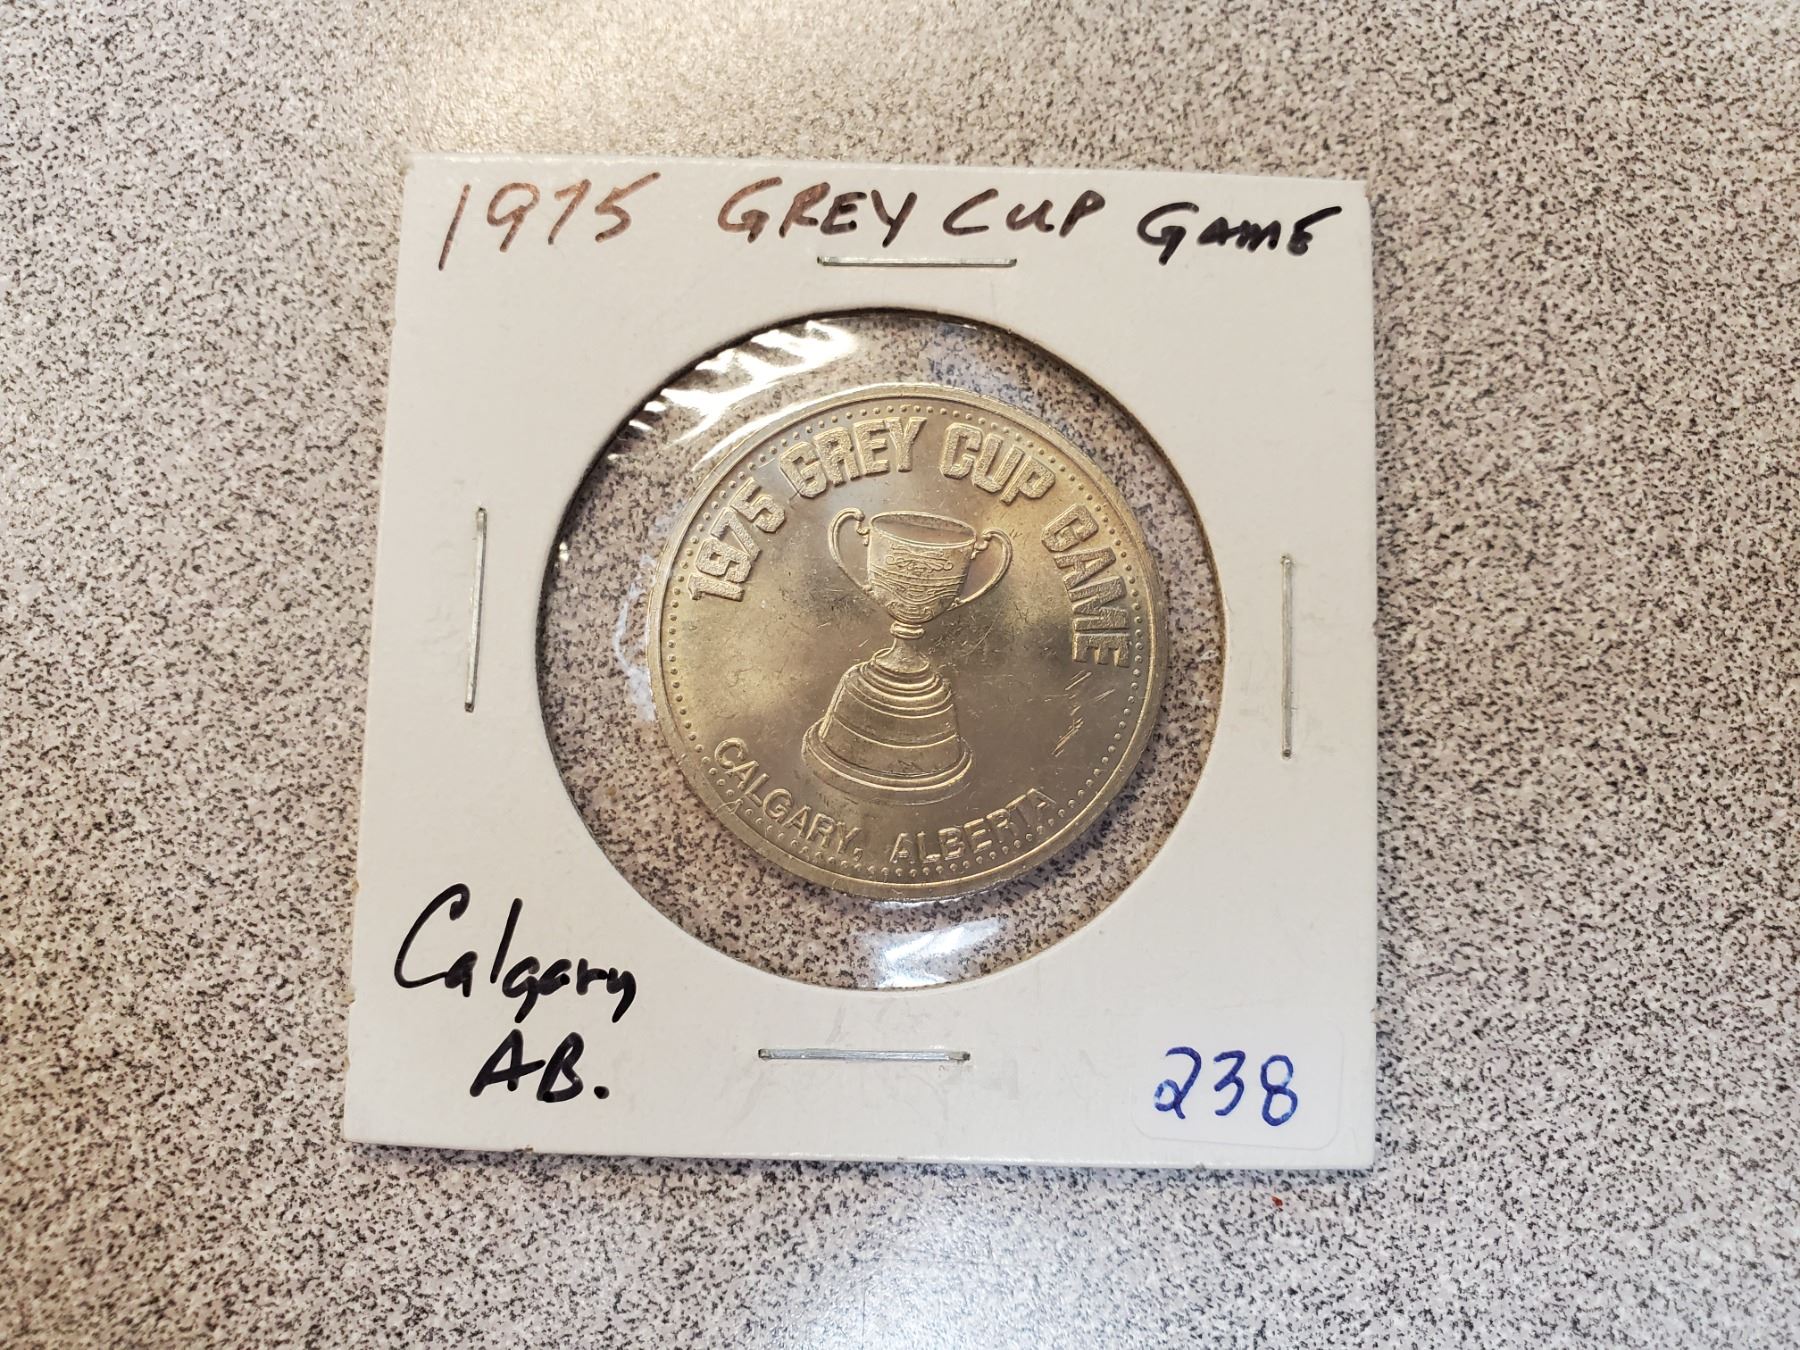 1975 GREY CUP GAME
1975 GREY CUP GAME
CALGARY, ALBERTA
Calgary
AB.
238